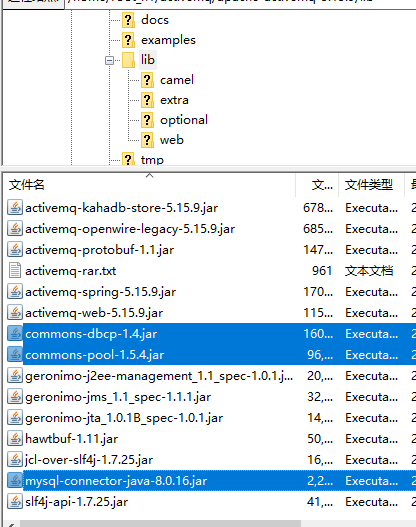 docs
examples
lib
camel
extra
optional
web
tmp
文件名 文... 文件类型
activemq-kahadb-store-5.15.9.jar 678... Executa... 2
activemq-openwire-legacy-5.15.9.jar 685... Executa... 2
activemq-protobuf-1.1.jar 147... Executa... 2
activemq-rar.txt 961 文本文档 2
activemq-spring-5.15.9.jar 170... Executa... 2
activemq-web-5.15.9.jar 115... Executa... 2
commons-dbcp-1.4.jar 160... Executa... 2
commons-pool-1.5.4.jar 96,... Executa... 2
geronimo-j2ee-management_1.1_spec-1.0.1.j... 20,... Executa... 2
geronimo-jms_1.1_spec-1.1.1.jar 32,... Executa... 2
geronimo-jta_1.0.1B_spec-1.0.1.jar 14,... Executa... 2
hawtbuf-1.11.jar 50,... Executa... 2
jcl-over-slf4j-1.7.25.jar 16,... Executa... 2
mysql-connector-java-8.0.16.jar 2,2... Executa... 2
slf4j-api-1.7.25.jar 41,... Executa... 2